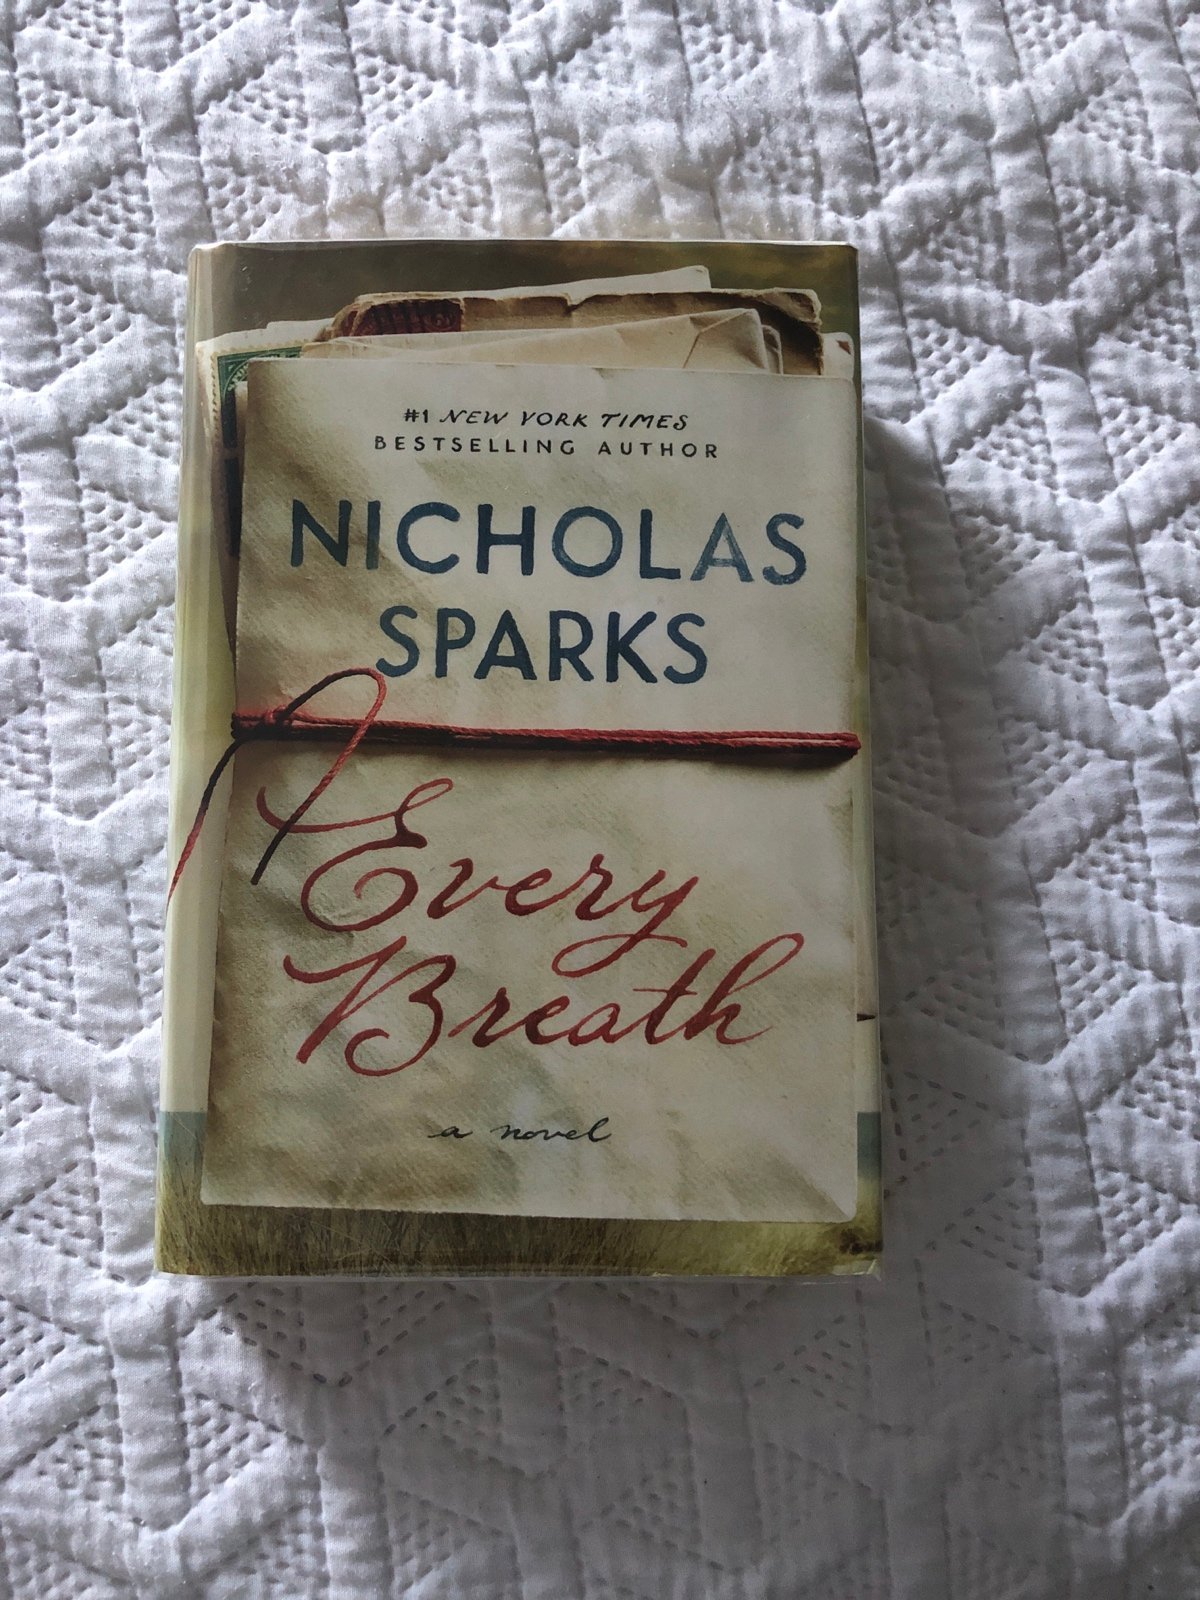 #1 NEW YORK TIMES
BESTSELLING AUTHOR
NICHOLAS
SPARKS
Every
Breath
a novel